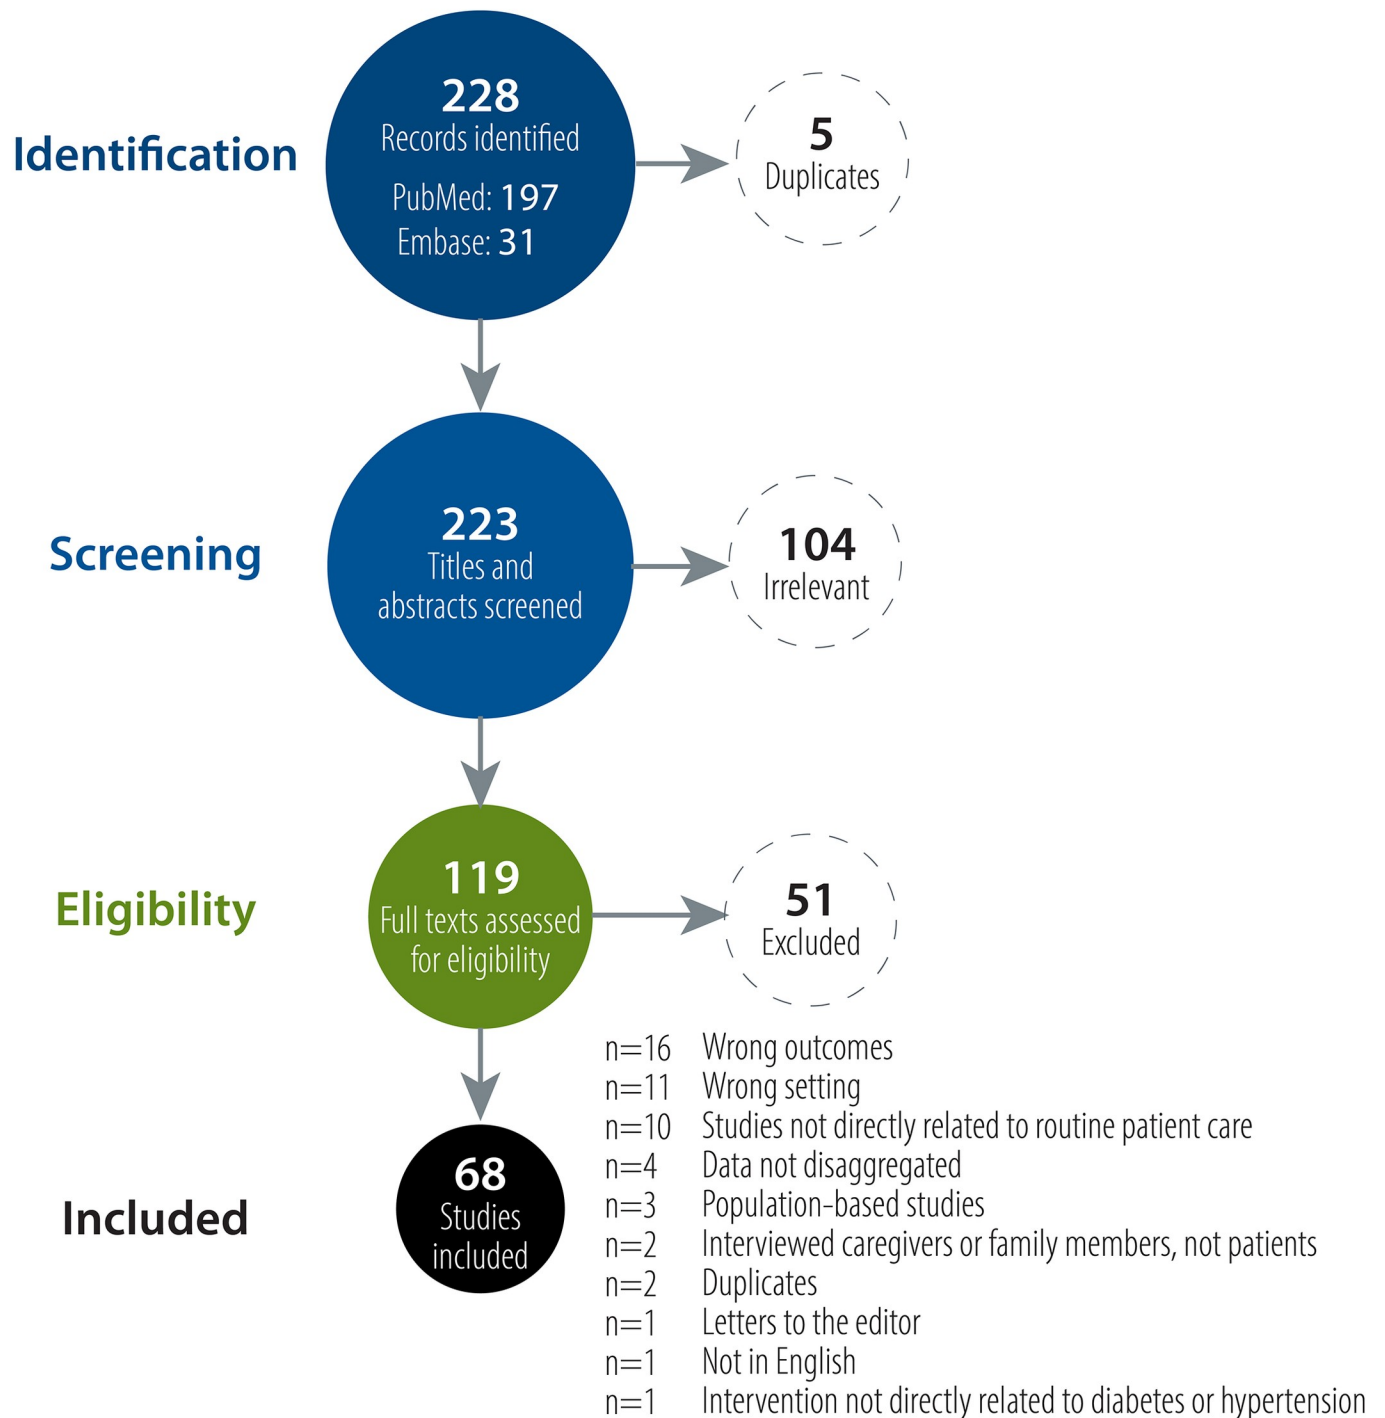 Identification
228
Records identified
PubMed: 197
Embase: 31
5
Duplicates
Screening
223
Titles and
abstracts screened
104
Irrelevant
Eligibility
119
Full texts assessed
for eligibility
51
Excluded
n=16 Wrong outcomes
n=11 Wrong setting
n=10 Studies not directly related to routine patient care
n=4 Data not disaggregated
n=3 Population-based studies
n=2 Interviewed caregivers or family members, not patients
n=2 Duplicates
n=1 Letters to the editor
n=1 Not in English
n=1 Intervention not directly related to diabetes or hypertension
Included
68
Studies
included